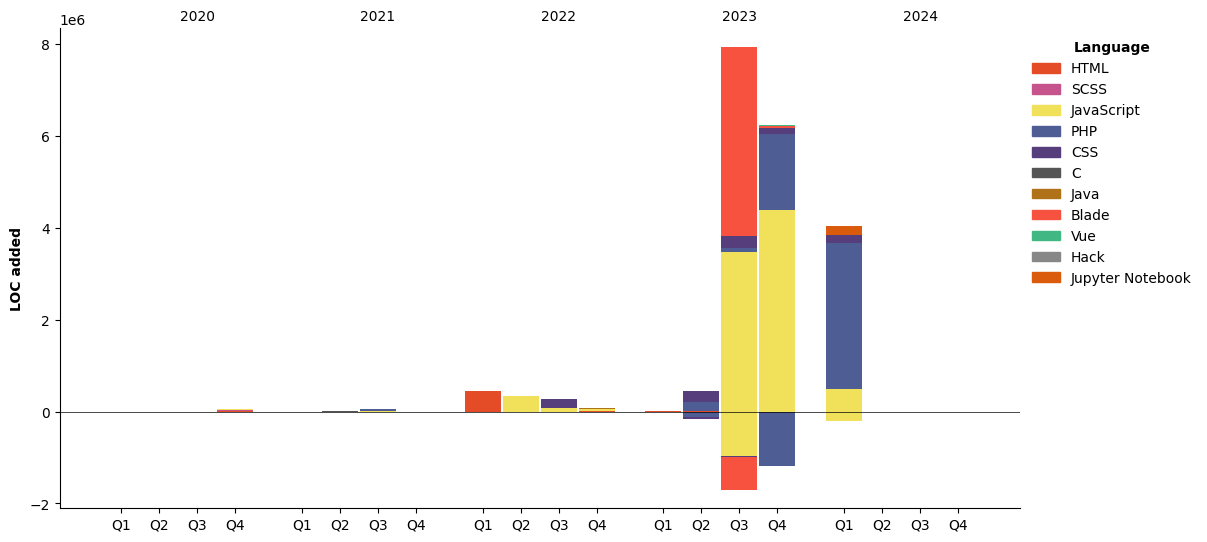 2020 2021 2022 2023 2024
1e6
8
6
4
2
0
−2
LOC added
Q1 Q2 Q3 Q4 Q1 Q2 Q3 Q4 Q1 Q2 Q3 Q4 Q1 Q2 Q3 Q4 Q1 Q2 Q3 Q4
Language
HTML
SCSS
JavaScript
PHP
CSS
C
Java
Blade
Vue
Hack
Jupyter Notebook